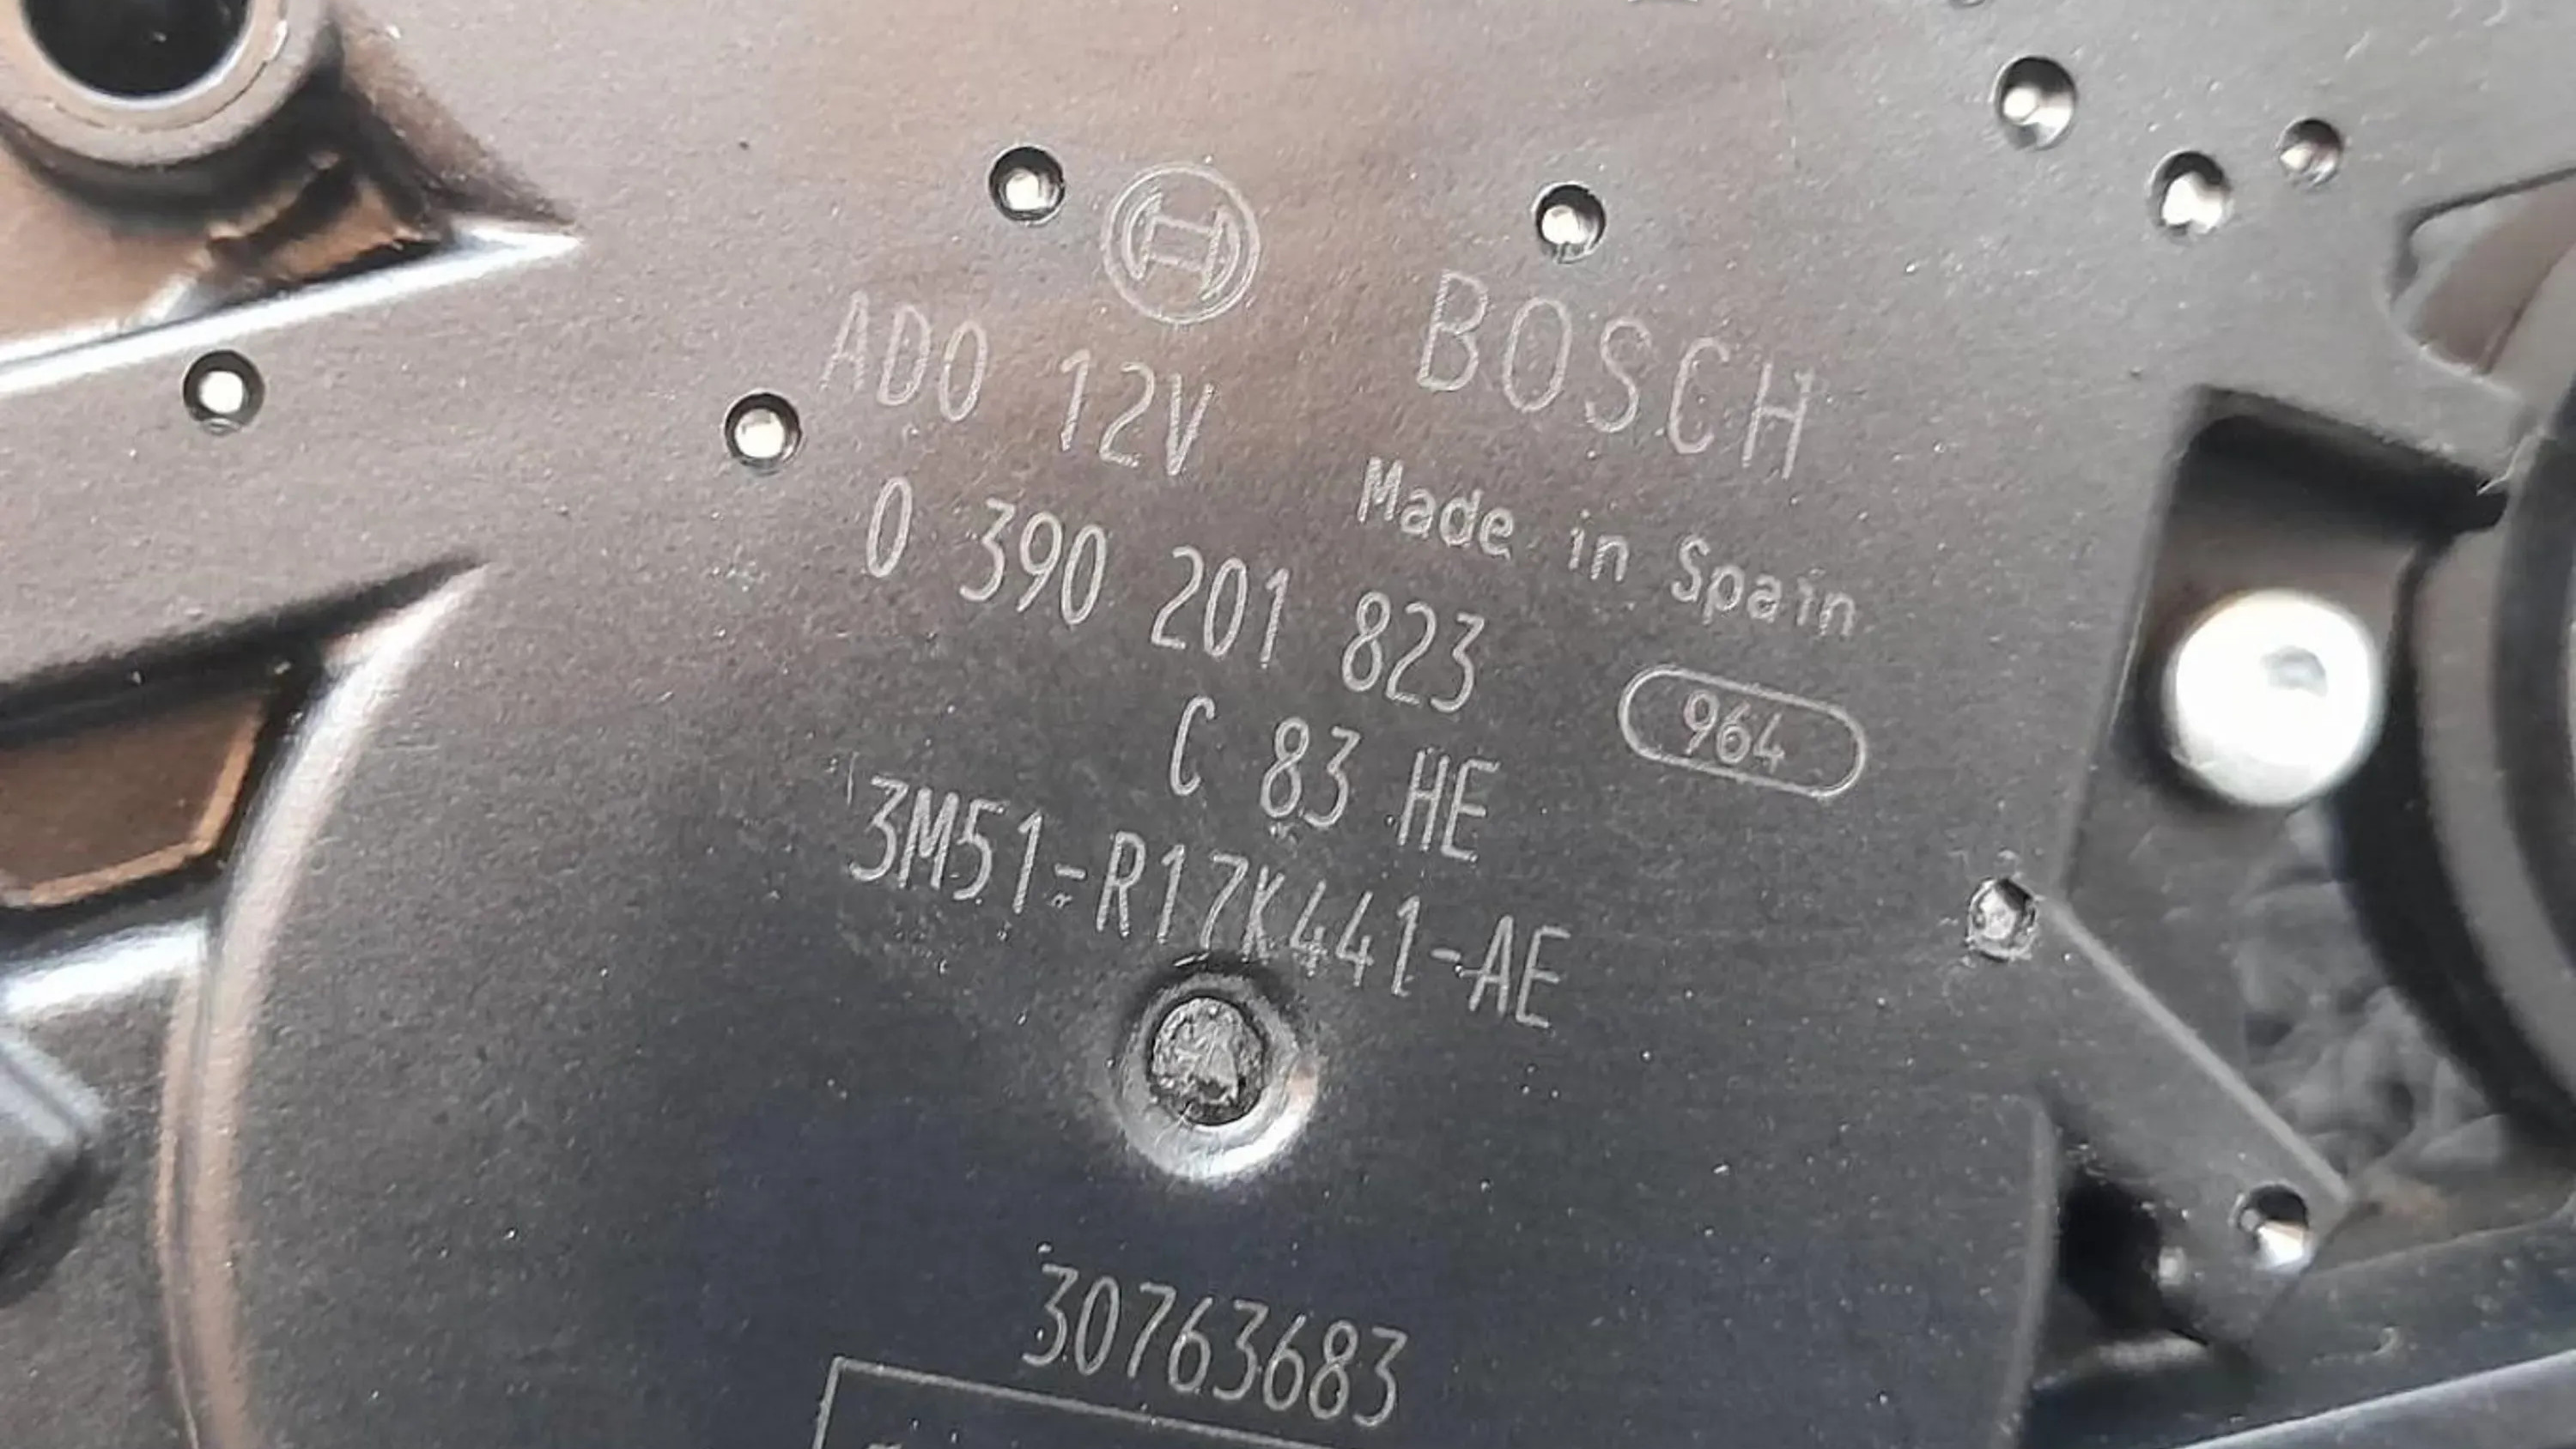 BOSCH
ADO 12V
Made in Spain
0 390 201 823
964
C 83 HE
3M51-R17K441-AE
30763683